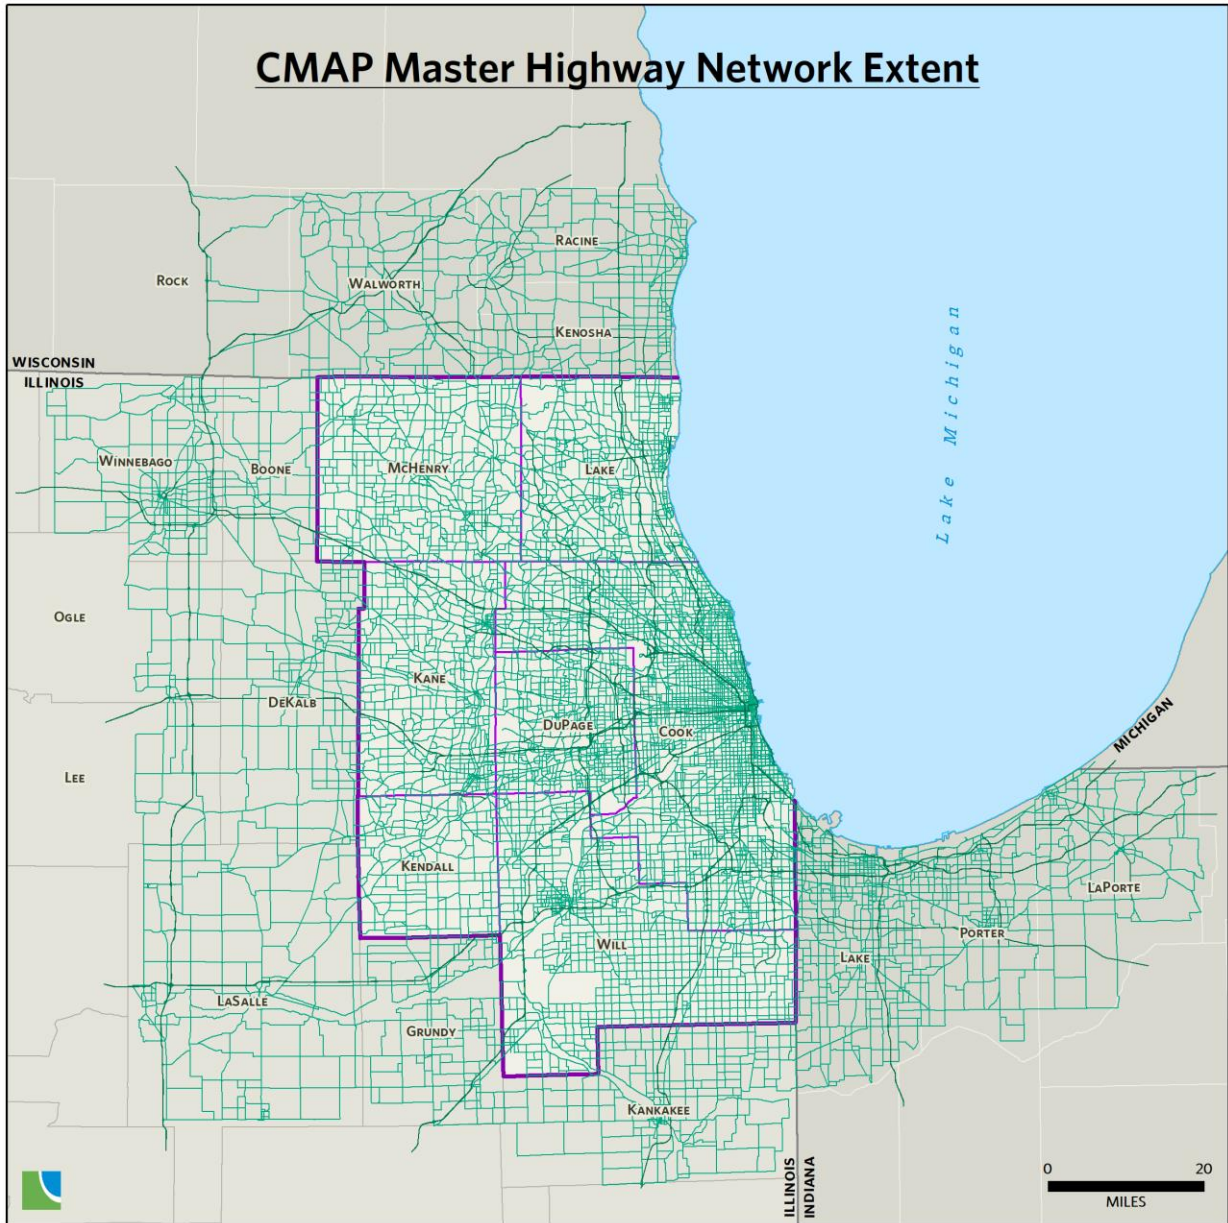 CMAP Master Highway Network Extent
RACINE
ROCK
WALWORTH
KENOSHA
Lake Michigan
WISCONSIN
ILLINOIS
WINNEBAGO
BOONE
MCHENRY
LAKE
OGLE
KANE
DEKALB
DUPAGE
COOK
MICHIGAN
LEE
KENDALL
LAPORTE
PORTER
WILL
LAKE
LASALLE
GRUNDY
KANKAKEE
ILLINOIS
INDIANA
0 20
MILES